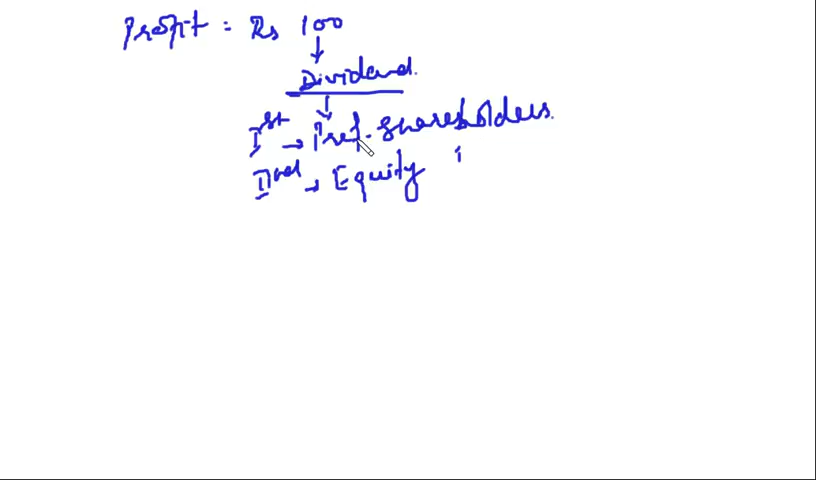 Profit = Rs 100
Dividend.
Ist → Pref. Shareholders.
IInd → Equity "